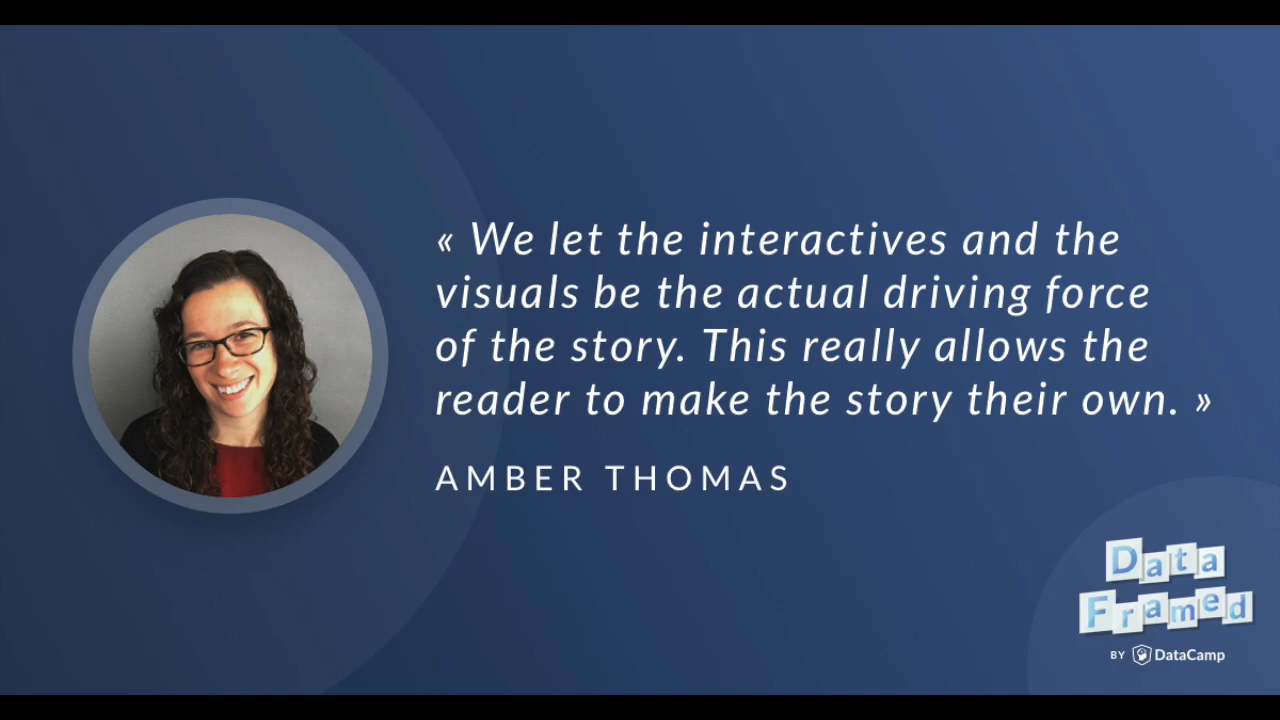 « We let the interactives and the
visuals be the actual driving force
of the story. This really allows the
reader to make the story their own. »
AMBER THOMAS
Data
Framed
BY DataCamp